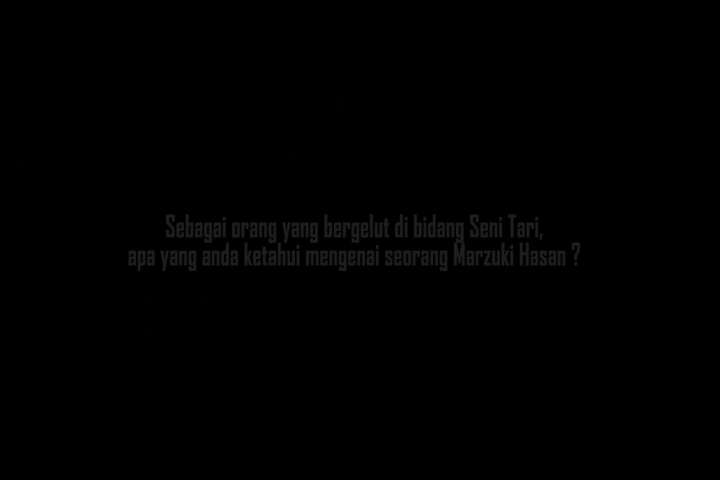 Sebagai orang yang bergelut di bidang Seni Tari,
apa yang anda ketahui mengenai seorang Marzuki Hasan ?